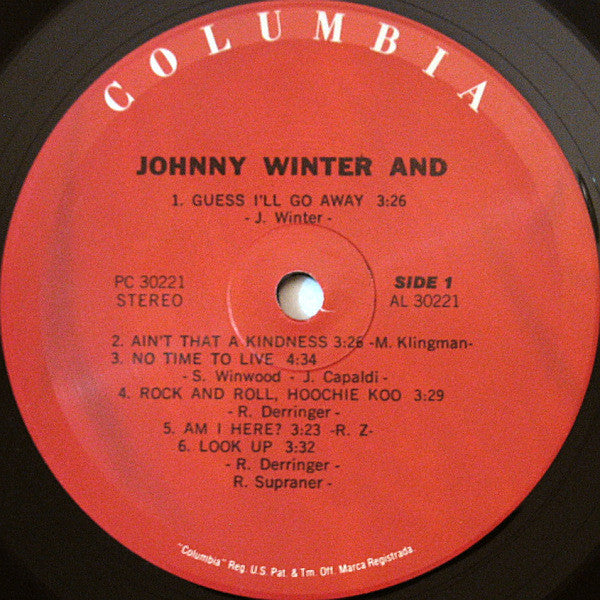 COLUMBIA
JOHNNY WINTER AND
1. GUESS I'LL GO AWAY 3:26
- J. Winter -
PC 30221
STEREO
SIDE 1
AL 30221
2. AIN'T THAT A KINDNESS 3:26 -M. Klingman-
3. NO TIME TO LIVE 4:34
- S. Winwood - J. Capaldi -
4. ROCK AND ROLL, HOOCHIE KOO 3:29
- R. Derringer -
5. AM I HERE? 3:23 -R. Z-
6. LOOK UP 3:32
- R. Derringer -
R. Supraner -
"Columbia" Reg. U.S. Pat. & Tm. Off. Marca Registrada.